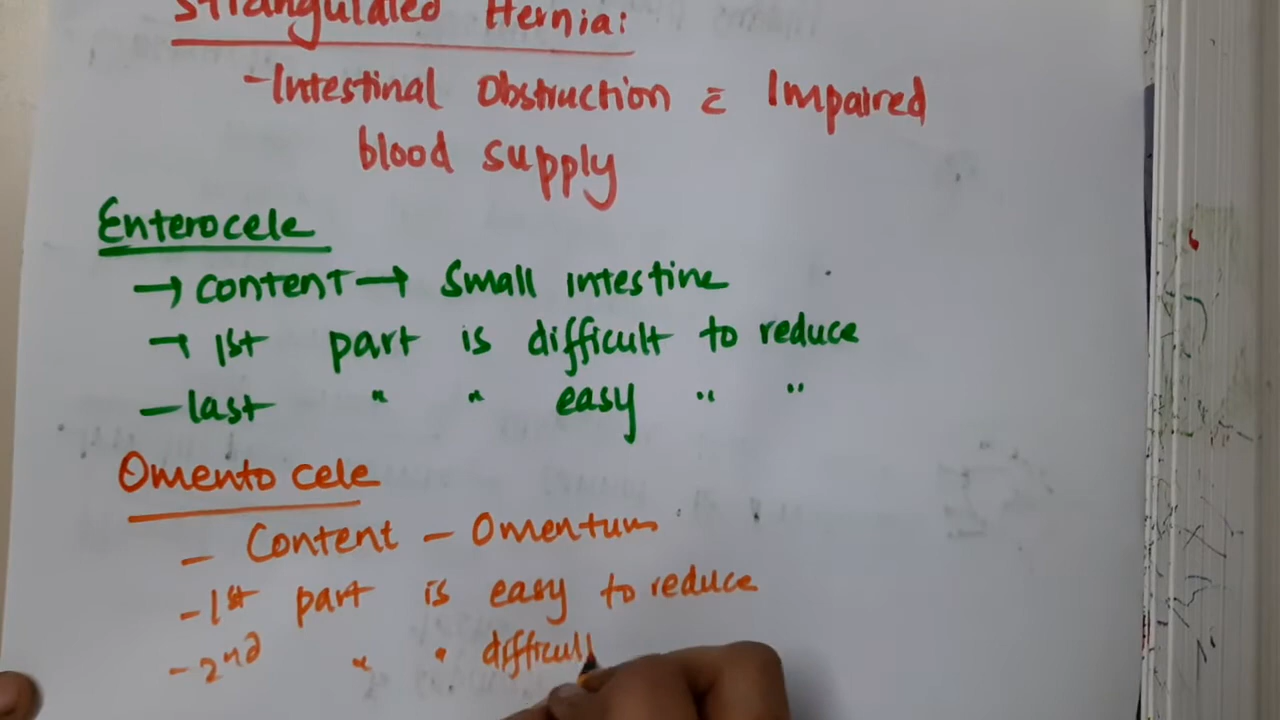 Strangulated Hernia:
- Intestinal Obstruction c̄ Impaired
blood supply
Enterocele
→ content → Small intestine
→ 1st part is difficult to reduce
- last " " easy " "
Omentocele
- Content - Omentum
- 1st part is easy to reduce
- 2nd " " difficult